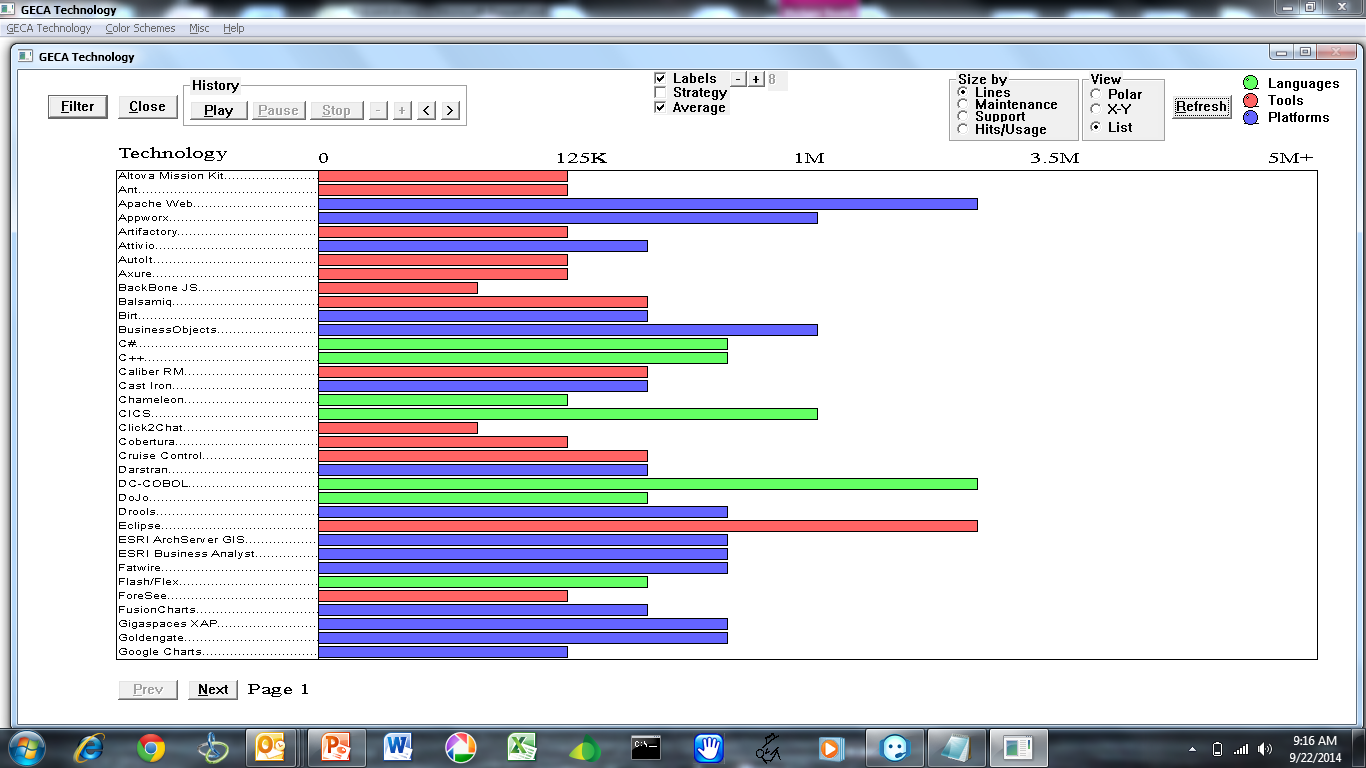 GECA Technology
GECA Technology Color Schemes Misc Help
GECA Technology
Filter Close
History
Play Pause Stop - + < >
Labels - + 8
Strategy
Average
Size by
Lines
Maintenance
Support
Hits/Usage
View
Polar
X-Y
List
Refresh
Languages
Tools
Platforms
Technology 0 125K 1M 3.5M 5M+
Altova Mission Kit
Ant
Apache Web
Appworx
Artifactory
Attivio
AutoIt
Axure
BackBone JS
Balsamiq
Birt
BusinessObjects
C#
C++
Caliber RM
Cast Iron
Chameleon
CICS
Click2Chat
Cobertura
Cruise Control
Darstran
DC-COBOL
DoJo
Drools
Eclipse
ESRI ArchServer GIS
ESRI Business Analyst
Fatwire
Flash/Flex
ForeSee
FusionCharts
Gigaspaces XAP
Goldengate
Google Charts
Prev Next Page 1
9:16 AM
9/22/2014